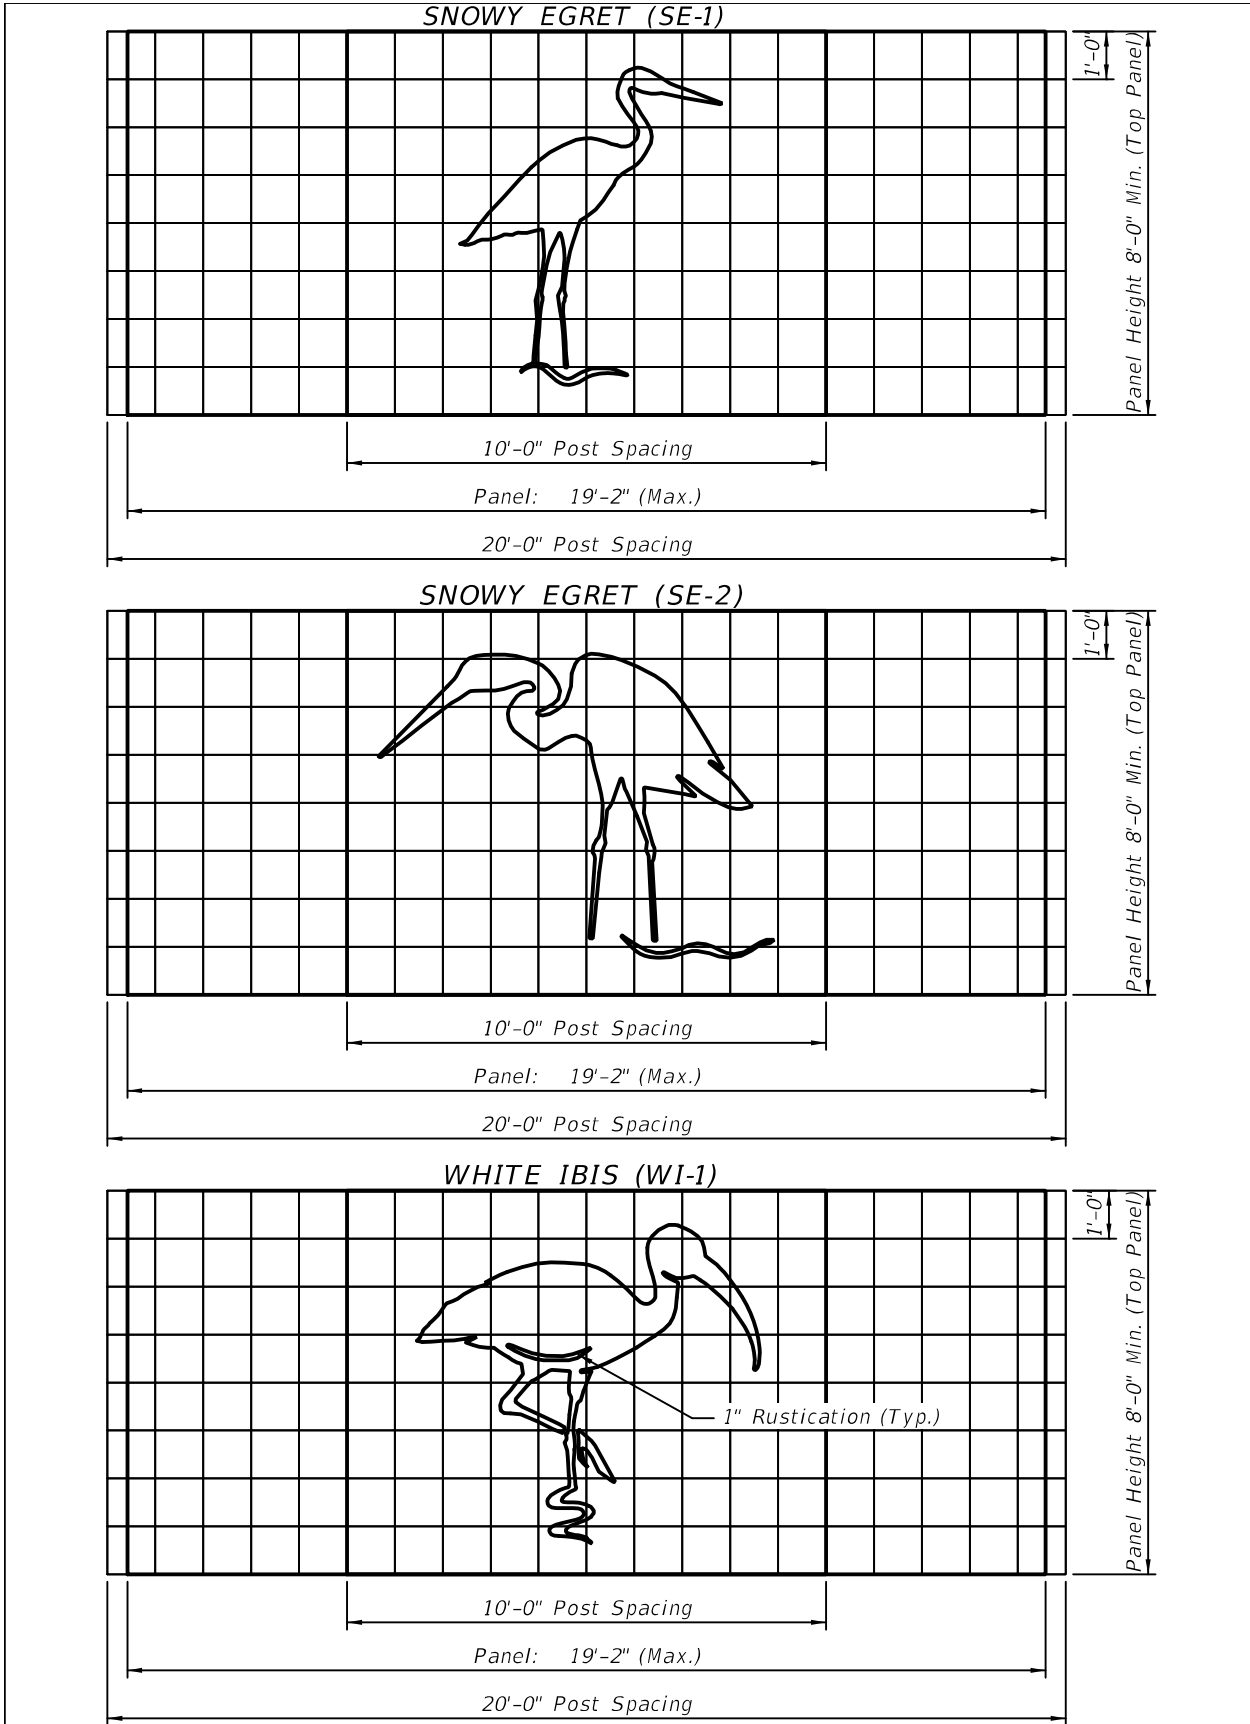 SNOWY EGRET (SE-1)
1'-0"
Panel Height 8'-0" Min. (Top Panel)
10'-0" Post Spacing
Panel: 19'-2" (Max.)
20'-0" Post Spacing
SNOWY EGRET (SE-2)
1'-0"
Panel Height 8'-0" Min. (Top Panel)
10'-0" Post Spacing
Panel: 19'-2" (Max.)
20'-0" Post Spacing
WHITE IBIS (WI-1)
1'-0"
Panel Height 8'-0" Min. (Top Panel)
1" Rustication (Typ.)
10'-0" Post Spacing
Panel: 19'-2" (Max.)
20'-0" Post Spacing